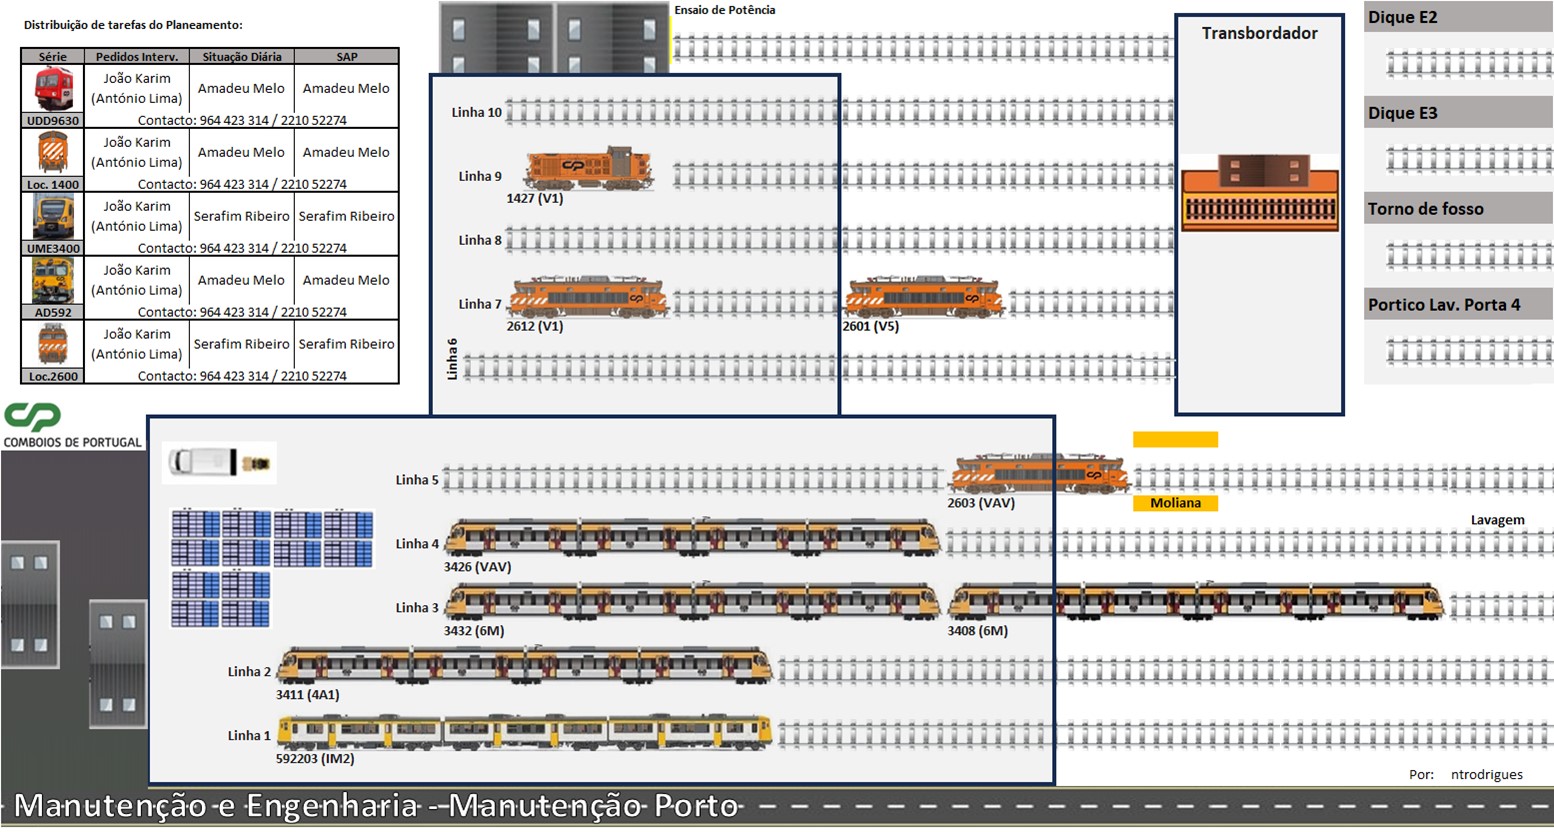 Distribuição de tarefas do Planeamento:
Série Pedidos Interv. Situação Diária SAP
João Karim
(António Lima) Amadeu Melo Amadeu Melo
UDD9630 Contacto: 964 423 314 / 2210 52274
João Karim
(António Lima) Amadeu Melo Amadeu Melo
Loc. 1400 Contacto: 964 423 314 / 2210 52274
João Karim
(António Lima) Serafim Ribeiro Serafim Ribeiro
UME3400 Contacto: 964 423 314 / 2210 52274
João Karim
(António Lima) Amadeu Melo Amadeu Melo
AD592 Contacto: 964 423 314 / 2210 52274
João Karim
(António Lima) Serafim Ribeiro Serafim Ribeiro
Loc.2600 Contacto: 964 423 314 / 2210 52274
CP
COMBOIOS DE PORTUGAL
Ensaio de Potência
Linha 10
Linha 9
1427 (V1)
Linha 8
Linha 7
2612 (V1)
2601 (V5)
Linha 6
Transbordador
Dique E2
Dique E3
Torno de fosso
Portico Lav. Porta 4
Linha 5
2603 (VAV)
Moliana
Lavagem
Linha 4
3426 (VAV)
Linha 3
3432 (6M)
3408 (6M)
Linha 2
3411 (4A1)
Linha 1
592203 (IM2)
Por: ntrodrigues
Manutenção e Engenharia - Manutenção Porto